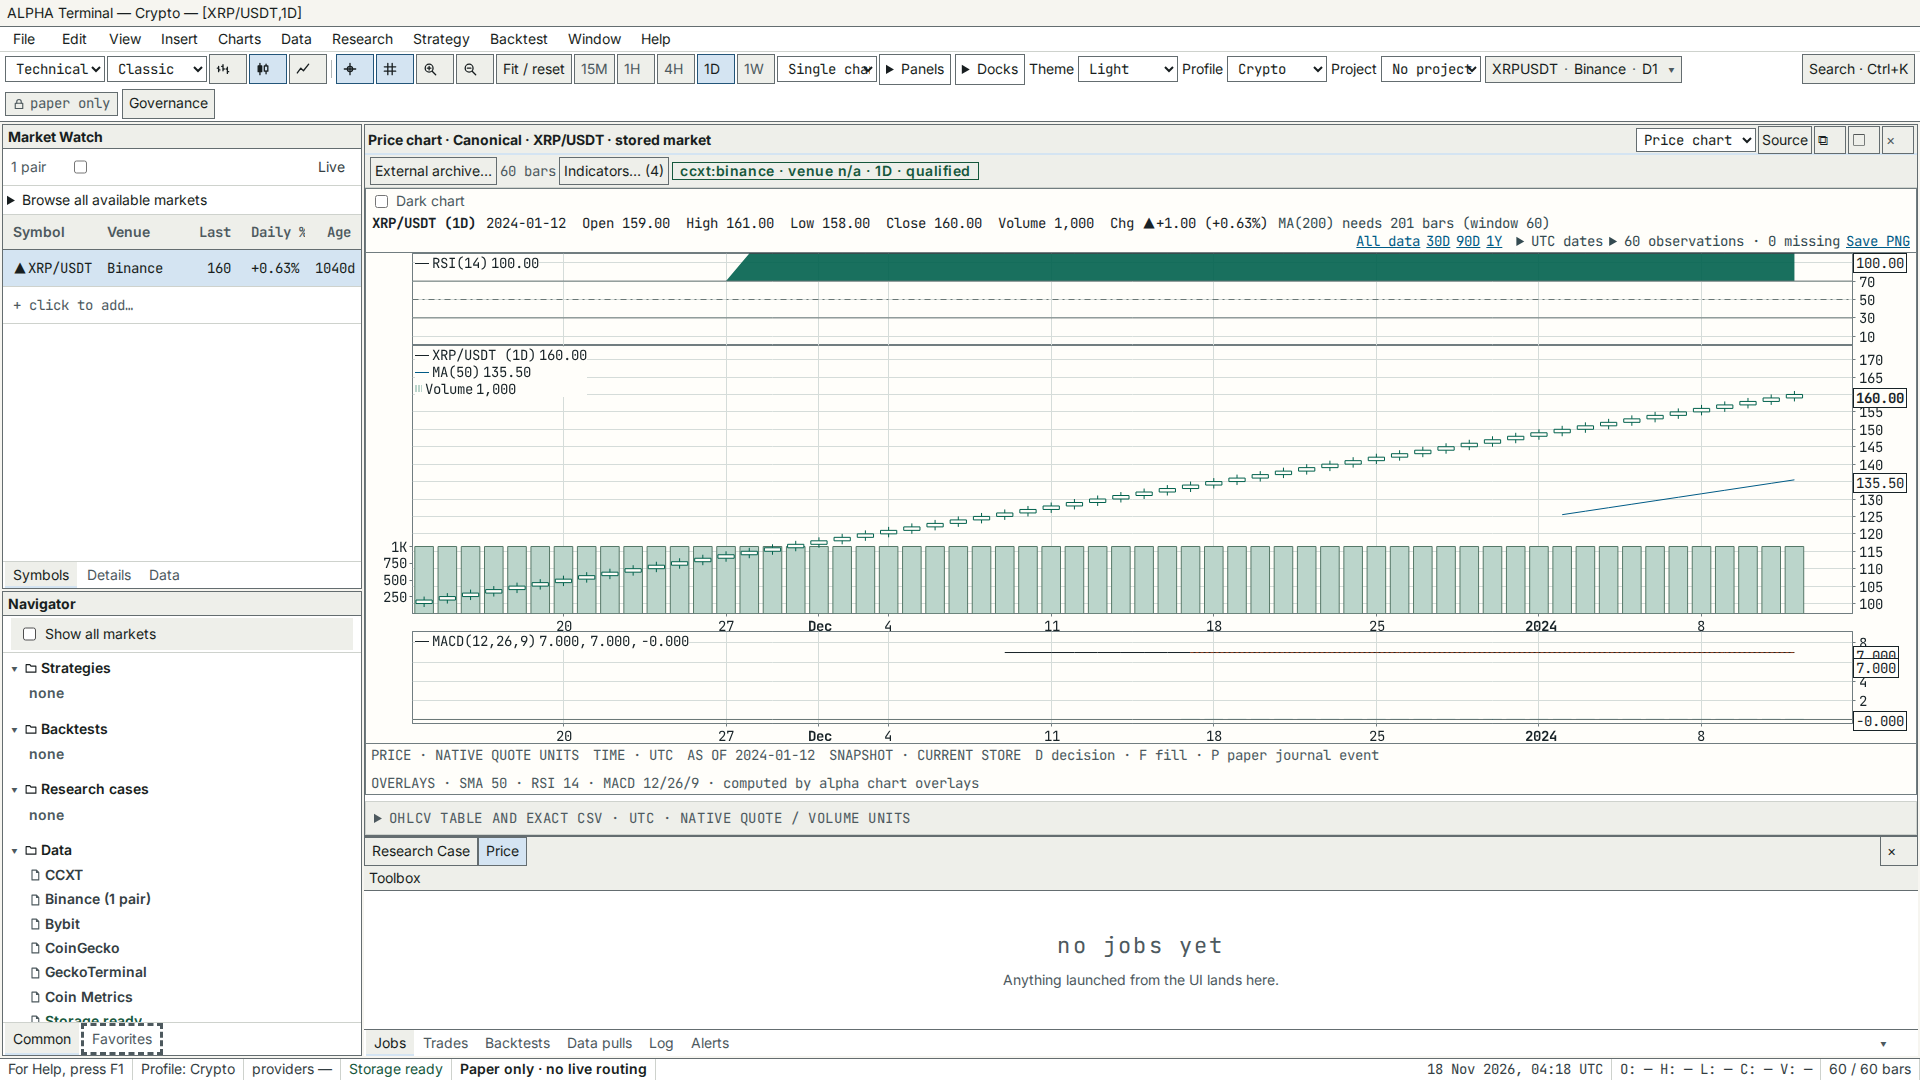 ALPHA Terminal — Crypto — [XRP/USDT,1D]
File Edit View Insert Charts Data Research Strategy Backtest Window Help
Technical Classic Fit / reset 15M 1H 4H 1D 1W Single cha Panels Docks Theme Light Profile Crypto Project No project XRPUSDT · Binance · D1 Search · Ctrl+K
paper only Governance
Market Watch
1 pair Live
Browse all available markets
Symbol Venue Last Daily % Age
▲XRP/USDT Binance 160 +0.63% 1040d
+ click to add…
Symbols Details Data
Navigator
Show all markets
Strategies
none
Backtests
none
Research cases
none
Data
CCXT
Binance (1 pair)
Bybit
CoinGecko
GeckoTerminal
Coin Metrics
Storage ready
Common Favorites
Price chart · Canonical · XRP/USDT · stored market Price chart Source
External archive... 60 bars Indicators... (4) ccxt:binance · venue n/a · 1D · qualified
Dark chart
XRP/USDT (1D) 2024-01-12 Open 159.00 High 161.00 Low 158.00 Close 160.00 Volume 1,000 Chg ▲+1.00 (+0.63%) MA(200) needs 201 bars (window 60)
All data 30D 90D 1Y ▶ UTC dates ▶ 60 observations · 0 missing Save PNG
RSI(14) 100.00
100.00
70
50
30
10
XRP/USDT (1D) 160.00
MA(50) 135.50
Volume 1,000
170
165
160.00
155
150
145
140
135.50
130
125
120
115
110
105
100
1K
750
500
250
20 27 Dec 4 11 18 25 2024 8
MACD(12,26,9) 7.000, 7.000, -0.000
8
7.000
7.000
4
2
-0.000
20 27 Dec 4 11 18 25 2024 8
PRICE · NATIVE QUOTE UNITS TIME · UTC AS OF 2024-01-12 SNAPSHOT · CURRENT STORE D decision · F fill · P paper journal event
OVERLAYS · SMA 50 · RSI 14 · MACD 12/26/9 · computed by alpha chart overlays
▶ OHLCV TABLE AND EXACT CSV · UTC · NATIVE QUOTE / VOLUME UNITS
Research Case Price
Toolbox
no jobs yet
Anything launched from the UI lands here.
Jobs Trades Backtests Data pulls Log Alerts
For Help, press F1 Profile: Crypto providers — Storage ready Paper only · no live routing 18 Nov 2026, 04:18 UTC O: — H: — L: — C: — V: — 60 / 60 bars